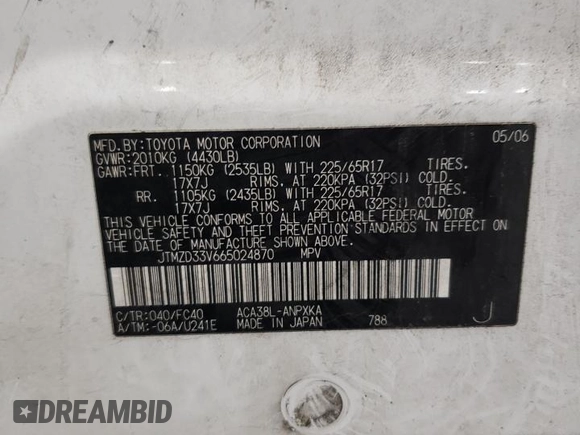 MFD.BY:TOYOTA MOTOR CORPORATION 05/06
GVWR:2010KG (4430LB)
GAWR:FRT. 1150KG (2535LB) WITH 225/65R17 TIRES.
17X7J RIMS, AT 220KPA (32PSI) COLD.
RR. 1105KG (2435LB) WITH 225/65R17 TIRES.
17X7J RIMS, AT 220KPA (32PSI) COLD.
THIS VEHICLE CONFORMS TO ALL APPLICABLE FEDERAL MOTOR
VEHICLE SAFETY AND THEFT PREVENTION STANDARDS IN EFFECT
ON THE DATE OF MANUFACTURE SHOWN ABOVE.
JTMZD33V665024870 MPV
C/TR:040/FC40 ACA38L-ANPXKA
A/TM:-06A/U241E MADE IN JAPAN 788 J
DREAMBID